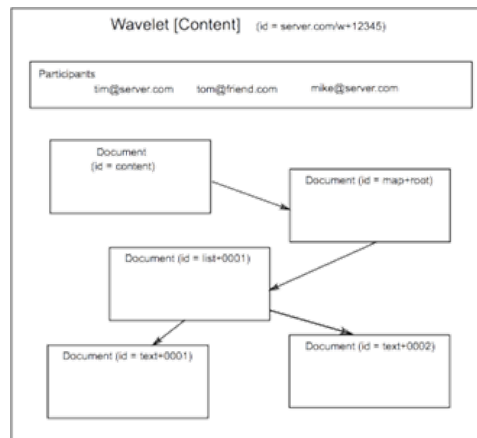 Wavelet [Content] (id = server.com/w+12345)
Participants
tim@server.com tom@friend.com mike@server.com
Document
(id = content)
Document (id = map+root)
Document (id = list+0001)
Document (id = text+0001)
Document (id = text+0002)